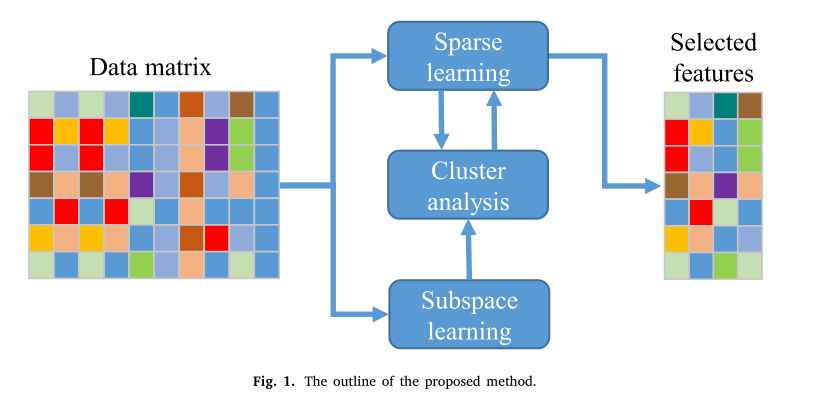 Data matrix
Sparse
learning
Cluster
analysis
Subspace
learning
Selected
features
Fig. 1. The outline of the proposed method.